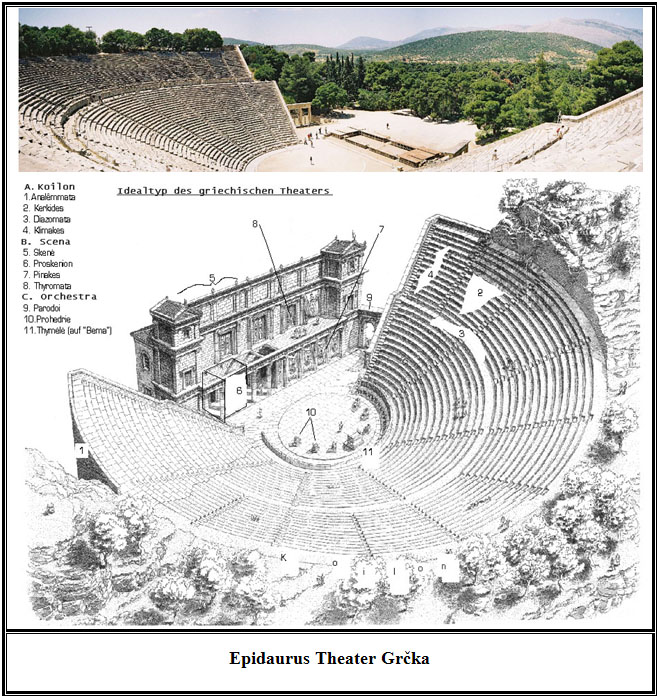 A. Koilon
1.Analèmmata
2. Kerkides
3. Diazomata
4. Klimakes
B. Scena
5. Skenè
6. Proskenion
7. Pinakes
8. Thyromata
C. Orchestra
9. Parodoi
10.Prohedrie
11.Thymélè (auf "Bema")
Idealtyp des griechischen Theaters
8
7
5
9
4
2
3
6
10
1
11
K o i l o n
Epidaurus Theater Grčka